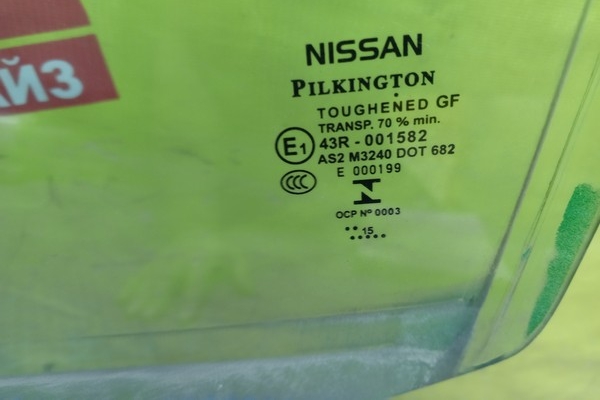 NISSAN
PILKINGTON
TOUGHENED GF
TRANSP. 70 % min.
E1 43R - 001582
AS2 M3240 DOT 682
E 000199
CCC
OCP Nº 0003
15